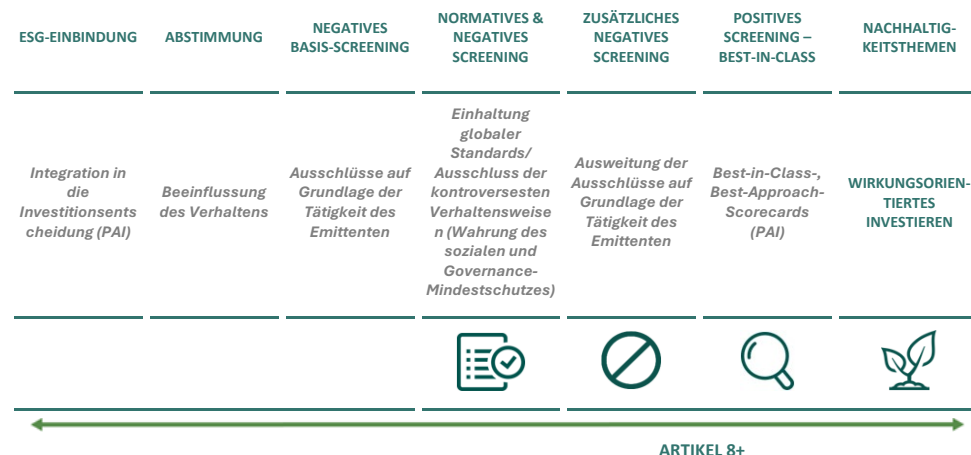 ESG-EINBINDUNG
ABSTIMMUNG
NEGATIVES
BASIS-SCREENING
NORMATIVES &
NEGATIVES
SCREENING
ZUSÄTZLICHES
NEGATIVES
SCREENING
POSITIVES
SCREENING –
BEST-IN-CLASS
NACHHALTIG-
KEITSTHEMEN
Integration in
die
Investitionsents
cheidung (PAI)
Beeinflussung
des Verhaltens
Ausschlüsse auf
Grundlage der
Tätigkeit des
Emittenten
Einhaltung
globaler
Standards/
Ausschluss der
kontroversesten
Verhaltensweise
n (Wahrung des
sozialen und
Governance-
Mindestschutzes)
Ausweitung der
Ausschlüsse auf
Grundlage der
Tätigkeit des
Emittenten
Best-in-Class-,
Best-Approach-
Scorecards
(PAI)
WIRKUNGSORIEN-
TIERTES
INVESTIEREN
ARTIKEL 8+